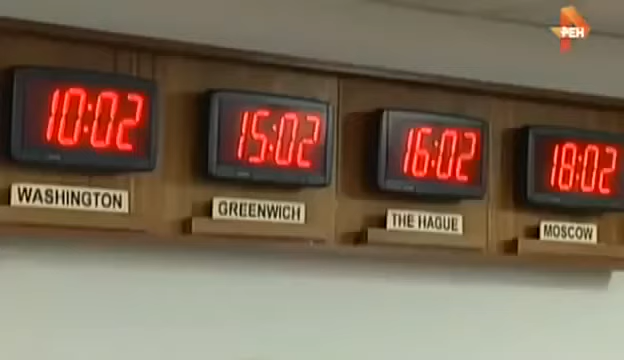 РЕН
10:02
15:02
16:02
18:02
WASHINGTON
GREENWICH
THE HAGUE
MOSCOW